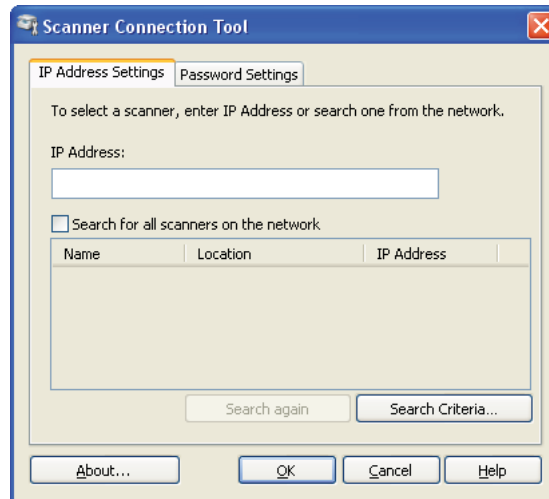 Scanner Connection Tool
IP Address Settings Password Settings
To select a scanner, enter IP Address or search one from the network.
IP Address:
Search for all scanners on the network
Name Location IP Address
Search again Search Criteria...
About... OK Cancel Help